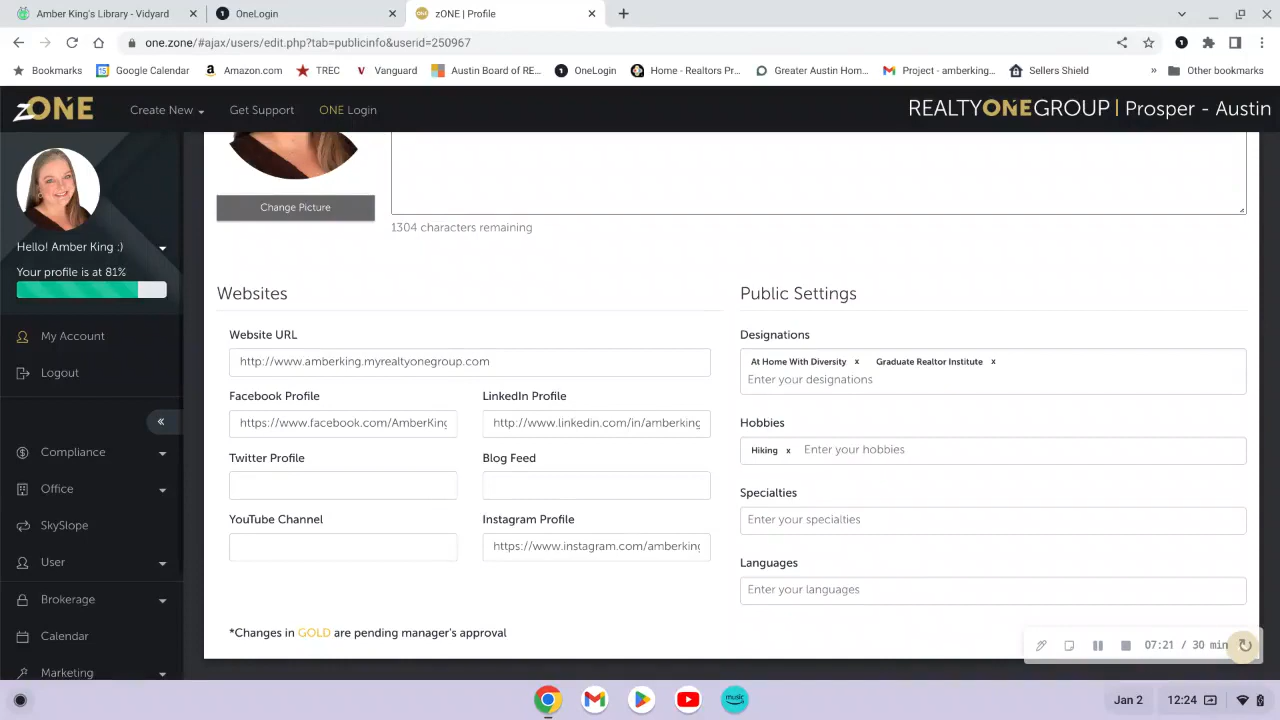 Amber King's Library - Vidyard
OneLogin
zONE | Profile
one.zone/#ajax/users/edit.php?tab=publicinfo&userid=250967
Bookmarks
Google Calendar
Amazon.com
TREC
Vanguard
Austin Board of RE...
OneLogin
Home - Realtors Pr...
Greater Austin Hom...
Project - amberking...
Sellers Shield
»
Other bookmarks
zONE
Create New
Get Support
ONE Login
REALTYONEGROUP | Prosper - Austin
Hello! Amber King :)
Your profile is at 81%
My Account
Logout
«
Compliance
Office
SkySlope
User
Brokerage
Calendar
Marketing
Change Picture
1304 characters remaining
Websites
Website URL
http://www.amberking.myrealtyonegroup.com
Facebook Profile
LinkedIn Profile
https://www.facebook.com/AmberKing
http://www.linkedin.com/in/amberking
Twitter Profile
Blog Feed
YouTube Channel
Instagram Profile
https://www.instagram.com/amberking
*Changes in GOLD are pending manager's approval
Public Settings
Designations
At Home With Diversity x
Graduate Realtor Institute x
Enter your designations
Hobbies
Hiking x
Enter your hobbies
Specialties
Enter your specialties
Languages
Enter your languages
07:21 / 30 min
music
Jan 2
12:24